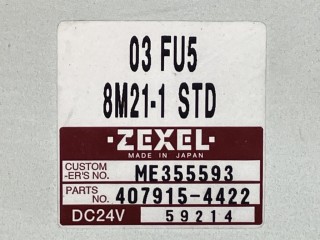 03 FU5
8M21-1 STD
·ZEXEL·
MADE IN JAPAN
CUSTOM
-ER'S NO. ME355593
PARTS
NO. 407915-4422
DC24V 59214